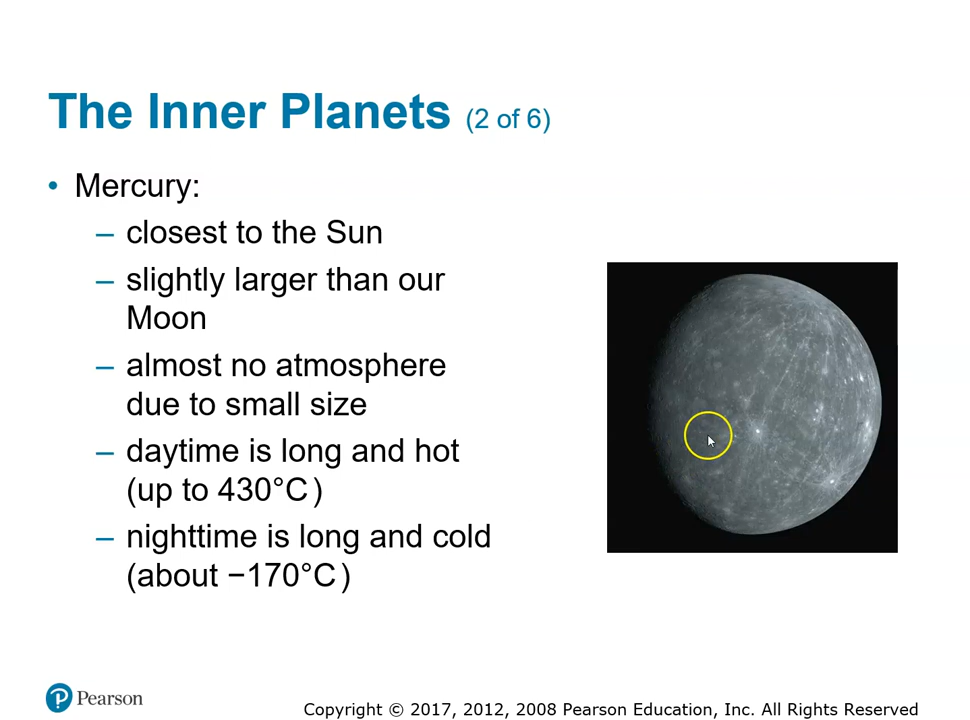 The Inner Planets (2 of 6)
• Mercury:
– closest to the Sun
– slightly larger than our
Moon
– almost no atmosphere
due to small size
– daytime is long and hot
(up to 430°C)
– nighttime is long and cold
(about −170°C)
P Pearson
Copyright © 2017, 2012, 2008 Pearson Education, Inc. All Rights Reserved